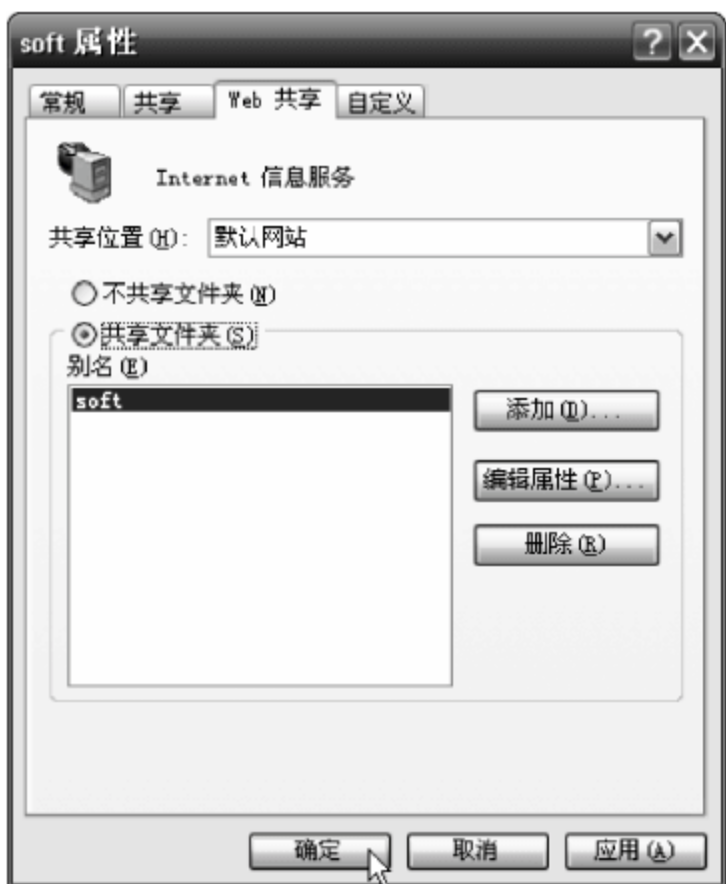 soft 属性
常规 共享 Web 共享 自定义
Internet 信息服务
共享位置(H): 默认网站
不共享文件夹(N)
共享文件夹(S)
别名(E)
soft
添加(D)...
编辑属性(P)...
删除(R)
确定 取消 应用(A)